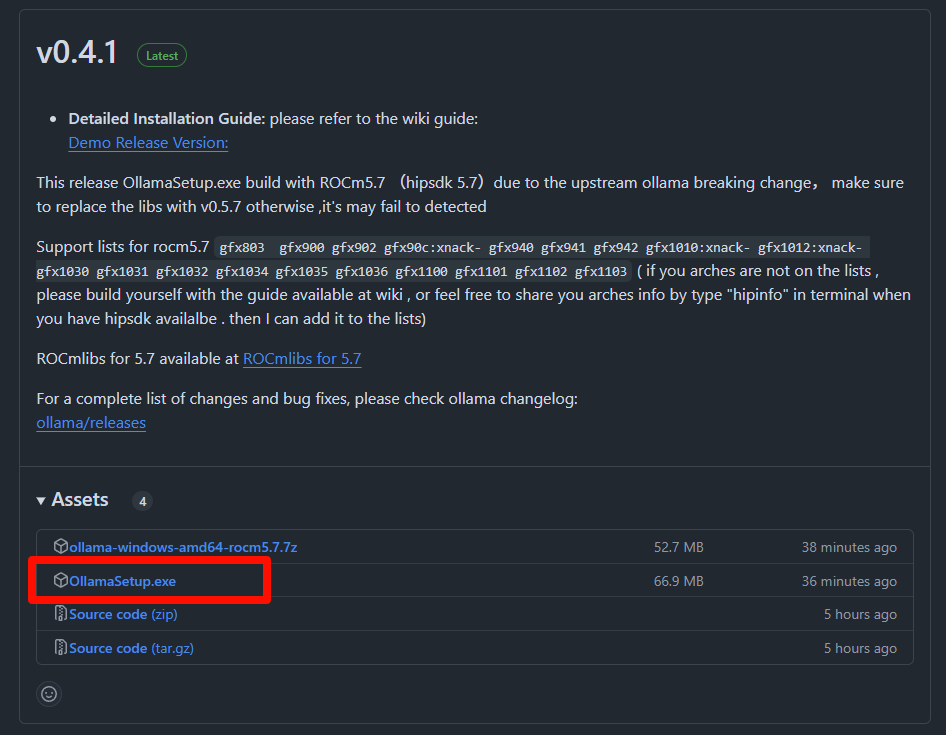 v0.4.1 Latest
Detailed Installation Guide: please refer to the wiki guide:
Demo Release Version:
This release OllamaSetup.exe build with ROCm5.7 （hipsdk 5.7）due to the upstream ollama breaking change， make sure
to replace the libs with v0.5.7 otherwise ,it's may fail to detected
Support lists for rocm5.7 gfx803  gfx900 gfx902 gfx90c:xnack- gfx940 gfx941 gfx942 gfx1010:xnack- gfx1012:xnack-
gfx1030 gfx1031 gfx1032 gfx1034 gfx1035 gfx1036 gfx1100 gfx1101 gfx1102 gfx1103 ( if you arches are not on the lists ,
please build yourself with the guide available at wiki , or feel free to share you arches info by type "hipinfo" in terminal when
you have hipsdk availalbe . then I can add it to the lists)
ROCmlibs for 5.7 available at ROCmlibs for 5.7
For a complete list of changes and bug fixes, please check ollama changelog:
ollama/releases
Assets 4
ollama-windows-amd64-rocm5.7.7z 52.7 MB 38 minutes ago
OllamaSetup.exe 66.9 MB 36 minutes ago
Source code (zip) 5 hours ago
Source code (tar.gz) 5 hours ago